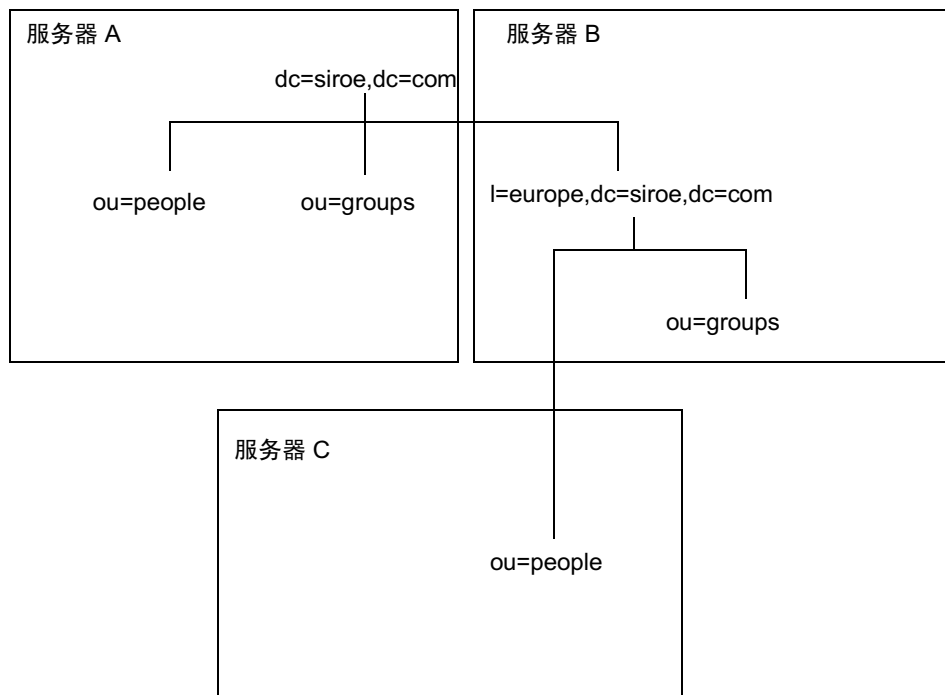 服务器 A
服务器 B
dc=siroe,dc=com
ou=people
ou=groups
l=europe,dc=siroe,dc=com
ou=groups
服务器 C
ou=people